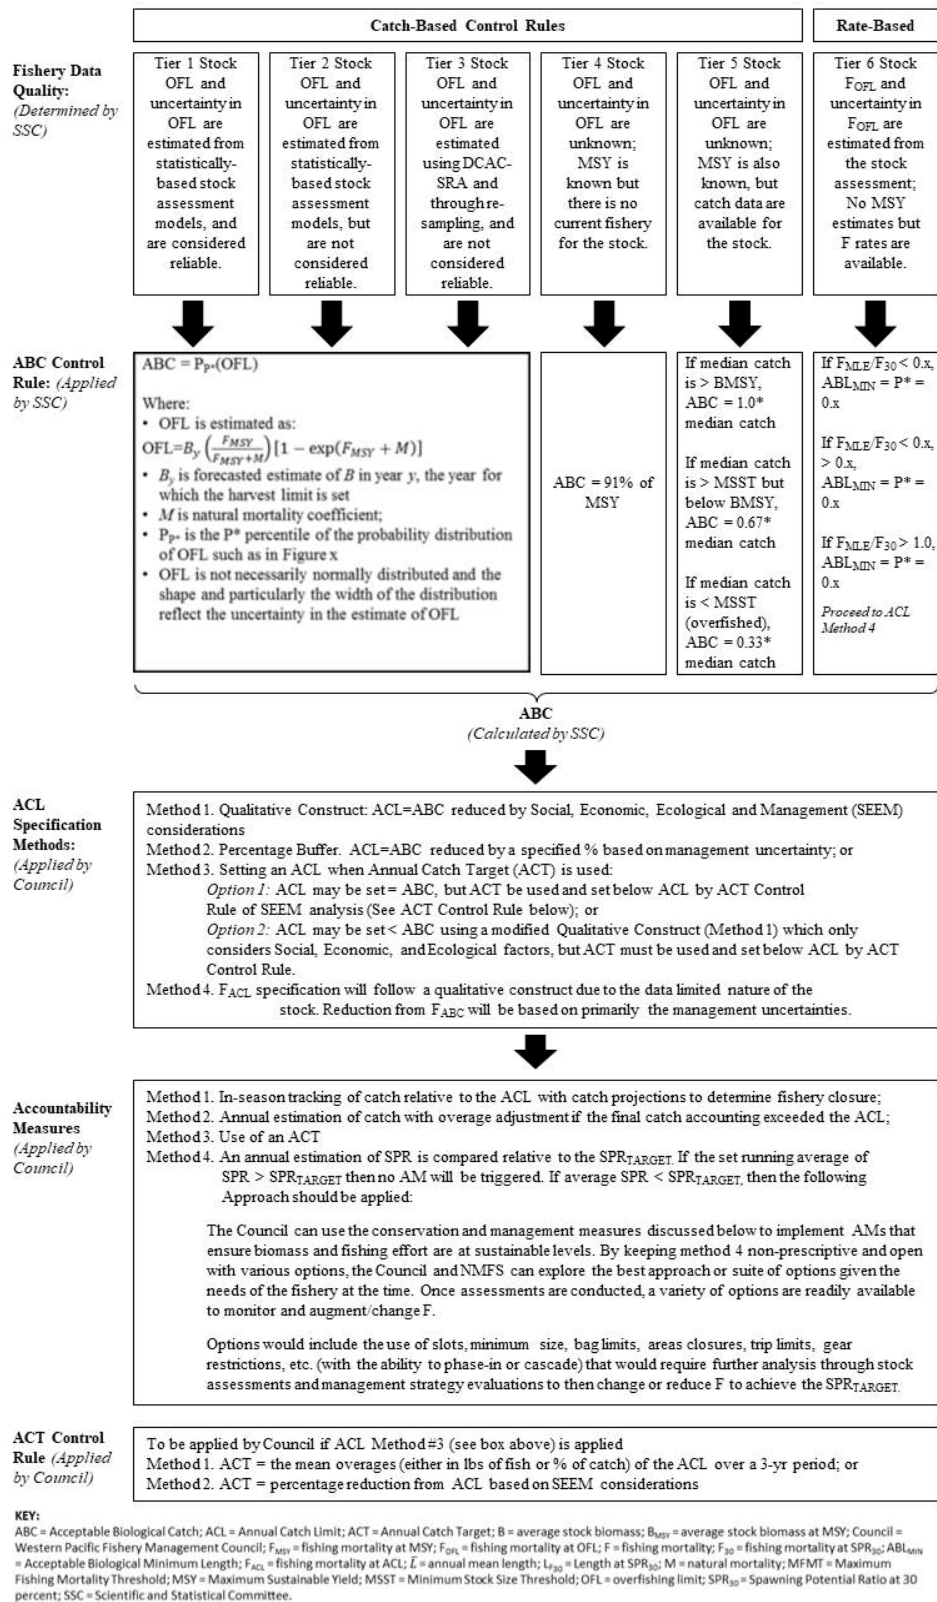 Catch-Based Control Rules
Rate-Based
Fishery Data
Quality:
(Determined by
SSC)
Tier 1 Stock
OFL and
uncertainty in
OFL are
estimated from
statistically-
based stock
assessment
models, and
are considered
reliable.
Tier 2 Stock
OFL and
uncertainty in
OFL are
estimated from
statistically-
based stock
assessment
models, but
are not
considered
reliable.
Tier 3 Stock
OFL and
uncertainty in
OFL are
estimated
using DCAC-
SRA and
through re-
sampling, and
are not
considered
reliable.
Tier 4 Stock
OFL and
uncertainty in
OFL are
unknown;
MSY is
known but
there is no
current fishery
for the stock.
Tier 5 Stock
OFL and
uncertainty in
OFL are
unknown;
MSY is also
known, but
catch data are
available for
the stock.
Tier 6 Stock
F_OFL and
uncertainty in
F_OFL are
estimated from
the stock
assessment;
No MSY
estimates but
F rates are
available.
ABC Control
Rule: (Applied
by SSC)
ABC = P_P*(OFL)
Where:
• OFL is estimated as:
OFL=B_y (F_MSY/(F_MSY+M)) [1 − exp(F_MSY + M)]
• B_y is forecasted estimate of B in year y, the year for
which the harvest limit is set
• M is natural mortality coefficient;
• P_P* is the P* percentile of the probability distribution
of OFL such as in Figure x
• OFL is not necessarily normally distributed and the
shape and particularly the width of the distribution
reflect the uncertainty in the estimate of OFL
ABC = 91% of
MSY
If median catch
is > BMSY,
ABC = 1.0*
median catch
If median catch
is > MSST but
below BMSY,
ABC = 0.67*
median catch
If median catch
is < MSST
(overfished),
ABC = 0.33*
median catch
If F_MLE/F_30 < 0.x,
ABL_MIN = P* =
0.x
If F_MLE/F_30 < 0.x,
> 0.x,
ABL_MIN = P* =
0.x
If F_MLE/F_30 > 1.0,
ABL_MIN = P* =
0.x
Proceed to ACL
Method 4
ABC
(Calculated by SSC)
ACL
Specification
Methods:
(Applied by
Council)
Method 1. Qualitative Construct: ACL=ABC reduced by Social, Economic, Ecological and Management (SEEM)
considerations
Method 2. Percentage Buffer. ACL=ABC reduced by a specified % based on management uncertainty; or
Method 3. Setting an ACL when Annual Catch Target (ACT) is used:
Option 1: ACL may be set = ABC, but ACT be used and set below ACL by ACT Control
Rule of SEEM analysis (See ACT Control Rule below); or
Option 2: ACL may be set < ABC using a modified Qualitative Construct (Method 1) which only
considers Social, Economic, and Ecological factors, but ACT must be used and set below ACL by ACT
Control Rule.
Method 4. F_ACL specification will follow a qualitative construct due to the data limited nature of the
stock. Reduction from F_ABC will be based on primarily the management uncertainties.
Accountability
Measures
(Applied by
Council)
Method 1. In-season tracking of catch relative to the ACL with catch projections to determine fishery closure;
Method 2. Annual estimation of catch with overage adjustment if the final catch accounting exceeded the ACL;
Method 3. Use of an ACT
Method 4. An annual estimation of SPR is compared relative to the SPR_TARGET. If the set running average of
SPR > SPR_TARGET then no AM will be triggered. If average SPR < SPR_TARGET, then the following
Approach should be applied:
The Council can use the conservation and management measures discussed below to implement AMs that
ensure biomass and fishing effort are at sustainable levels. By keeping method 4 non-prescriptive and open
with various options, the Council and NMFS can explore the best approach or suite of options given the
needs of the fishery at the time. Once assessments are conducted, a variety of options are readily available
to monitor and augment/change F.
Options would include the use of slots, minimum size, bag limits, areas closures, trip limits, gear
restrictions, etc. (with the ability to phase-in or cascade) that would require further analysis through stock
assessments and management strategy evaluations to then change or reduce F to achieve the SPR_TARGET.
ACT Control
Rule (Applied
by Council)
To be applied by Council if ACL Method #3 (see box above) is applied
Method 1. ACT = the mean overages (either in lbs of fish or % of catch) of the ACL over a 3-yr period; or
Method 2. ACT = percentage reduction from ACL based on SEEM considerations
KEY:
ABC = Acceptable Biological Catch; ACL = Annual Catch Limit; ACT = Annual Catch Target; B = average stock biomass; B_MSY = average stock biomass at MSY; Council =
Western Pacific Fishery Management Council; F_MSY = fishing mortality at MSY; F_OFL = fishing mortality at OFL; F = fishing mortality; F_30 = fishing mortality at SPR_30; ABL_MIN
= Acceptable Biological Minimum Length; F_ACL = fishing mortality at ACL; L̄ = annual mean length; L_F30 = Length at SPR_30; M = natural mortality; MFMT = Maximum
Fishing Mortality Threshold; MSY = Maximum Sustainable Yield; MSST = Minimum Stock Size Threshold; OFL = overfishing limit; SPR_30 = Spawning Potential Ratio at 30
percent; SSC = Scientific and Statistical Committee.